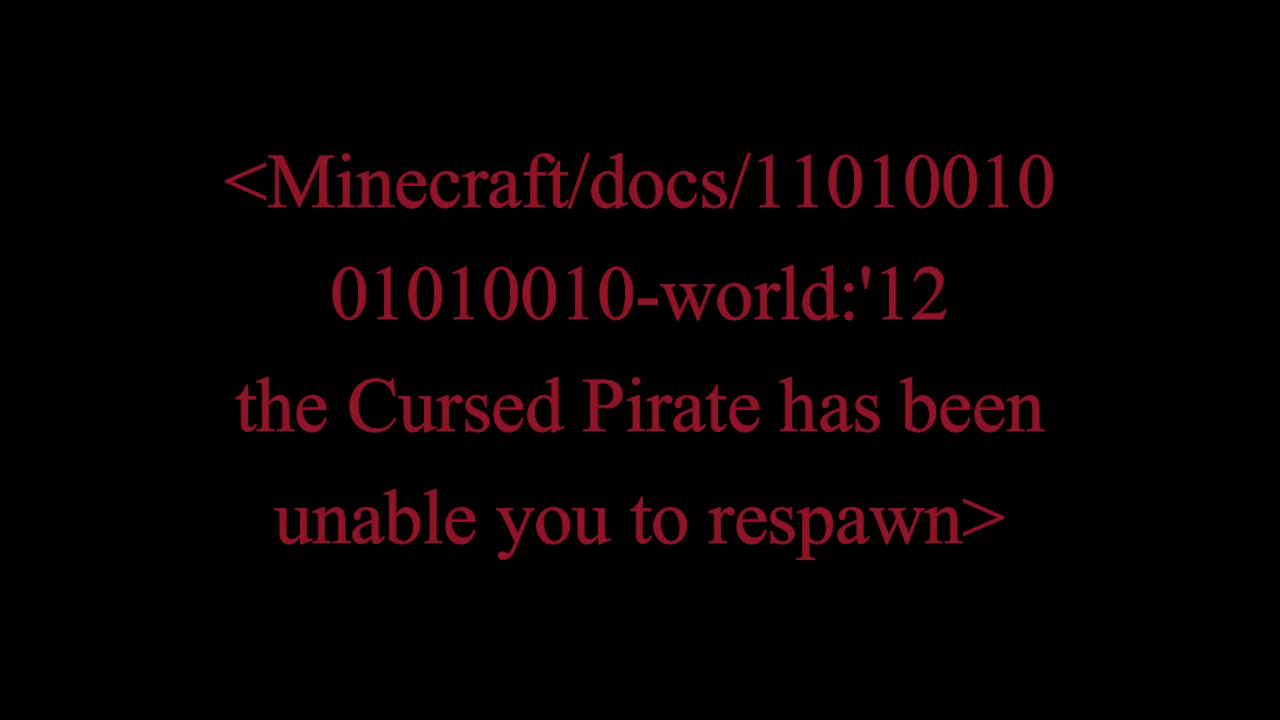 <Minecraft/docs/11010010
01010010-world:'12
the Cursed Pirate has been
unable you to respawn>